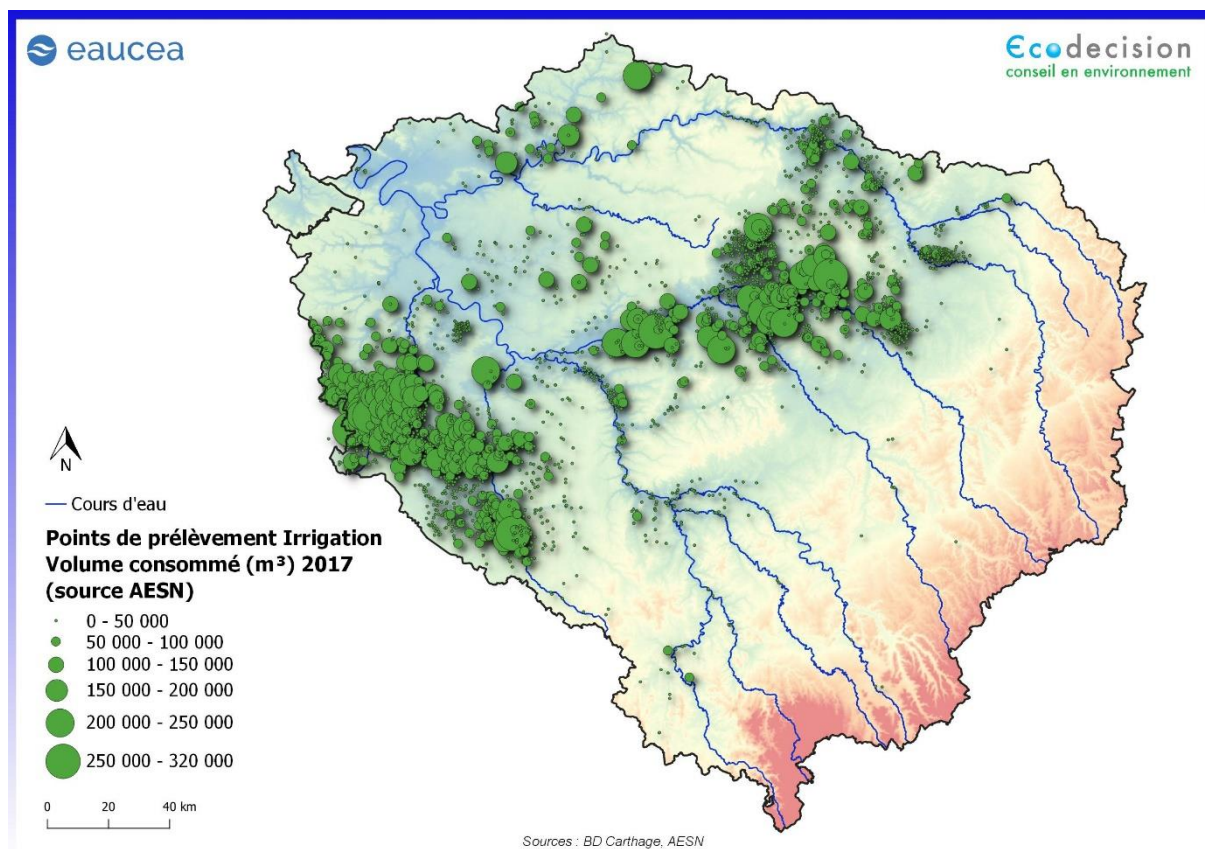 eaucea
Ecodecision
conseil en environnement
N
Cours d'eau
Points de prélèvement Irrigation
Volume consommé (m³) 2017
(source AESN)
0 - 50 000
50 000 - 100 000
100 000 - 150 000
150 000 - 200 000
200 000 - 250 000
250 000 - 320 000
0 20 40 km
Sources : BD Carthage, AESN